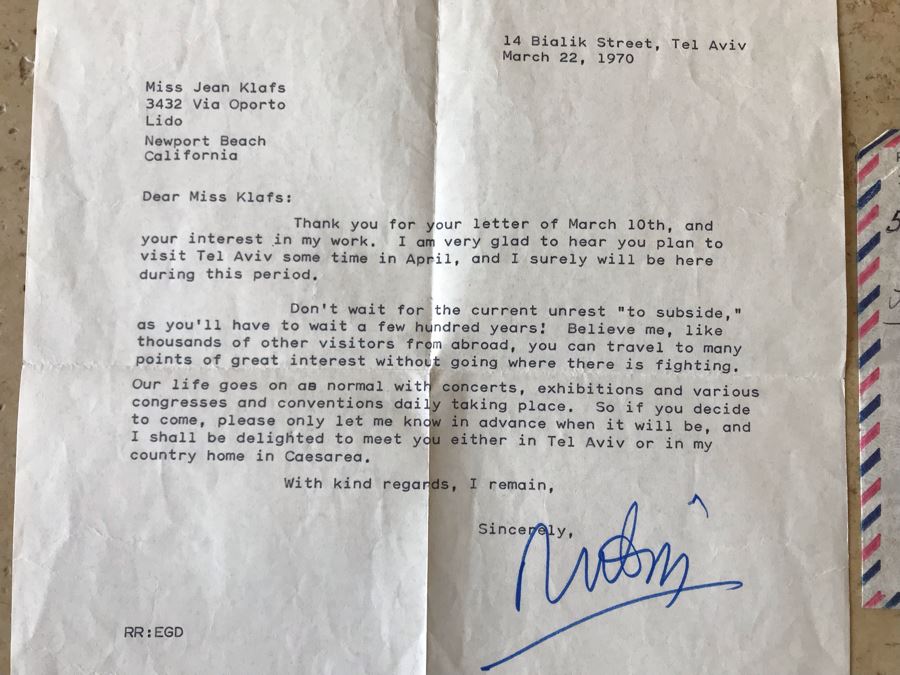 14 Bialik Street, Tel Aviv
March 22, 1970
Miss Jean Klafs
3432 Via Oporto
Lido
Newport Beach
California
Dear Miss Klafs:
Thank you for your letter of March 10th, and
your interest in my work. I am very glad to hear you plan to
visit Tel Aviv some time in April, and I surely will be here
during this period.
Don't wait for the current unrest "to subside,"
as you'll have to wait a few hundred years! Believe me, like
thousands of other visitors from abroad, you can travel to many
points of great interest without going where there is fighting.
Our life goes on as normal with concerts, exhibitions and various
congresses and conventions daily taking place. So if you decide
to come, please only let me know in advance when it will be, and
I shall be delighted to meet you either in Tel Aviv or in my
country home in Caesarea.
With kind regards, I remain,
Sincerely,
Rubin
RR:EGD